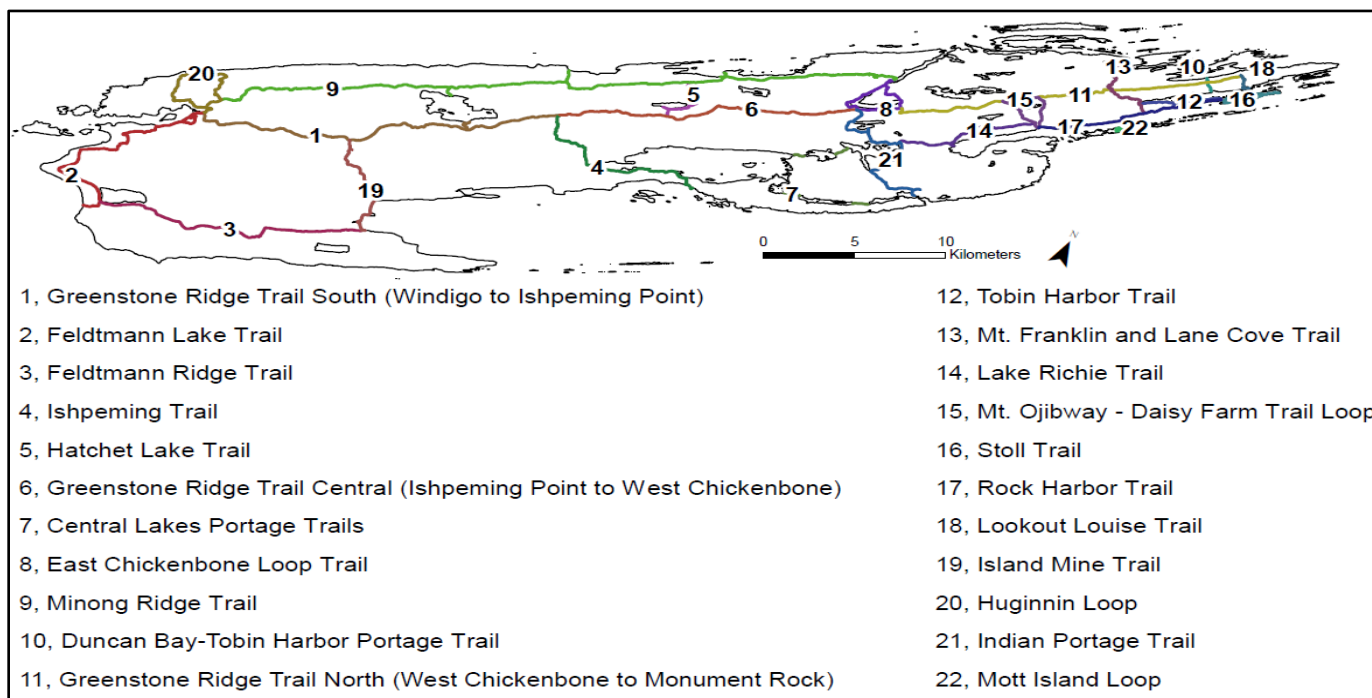 20
13
10
18
9
5
6
8
15
11
12
16
1
14
17
22
4
21
2
19
7
3
N
0
5
10
Kilometers
1, Greenstone Ridge Trail South (Windigo to Ishpeming Point)
2, Feldtmann Lake Trail
3, Feldtmann Ridge Trail
4, Ishpeming Trail
5, Hatchet Lake Trail
6, Greenstone Ridge Trail Central (Ishpeming Point to West Chickenbone)
7, Central Lakes Portage Trails
8, East Chickenbone Loop Trail
9, Minong Ridge Trail
10, Duncan Bay-Tobin Harbor Portage Trail
11, Greenstone Ridge Trail North (West Chickenbone to Monument Rock)
12, Tobin Harbor Trail
13, Mt. Franklin and Lane Cove Trail
14, Lake Richie Trail
15, Mt. Ojibway - Daisy Farm Trail Loop
16, Stoll Trail
17, Rock Harbor Trail
18, Lookout Louise Trail
19, Island Mine Trail
20, Huginnin Loop
21, Indian Portage Trail
22, Mott Island Loop